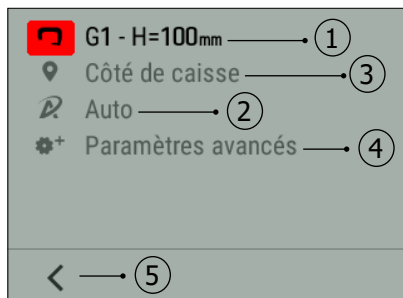 G1 - H=100mm 1
Côté de caisse 3
Auto 2
Paramètres avancés 4
5